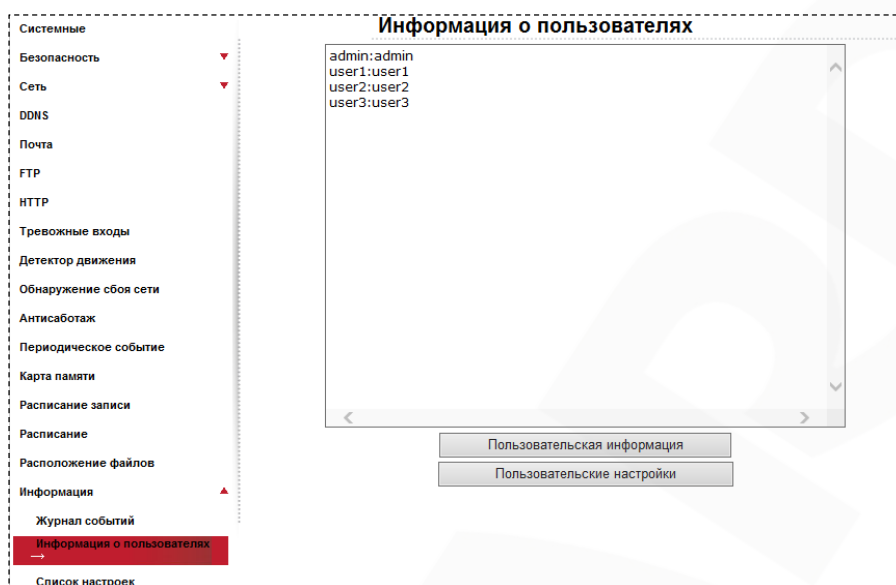 Информация о пользователях
Системные
Безопасность
Сеть
DDNS
Почта
FTP
HTTP
Тревожные входы
Детектор движения
Обнаружение сбоя сети
Антисаботаж
Периодическое событие
Карта памяти
Расписание записи
Расписание
Расположение файлов
Информация
Журнал событий
Информация о пользователях
Список настроек
admin:admin
user1:user1
user2:user2
user3:user3
Пользовательская информация
Пользовательские настройки